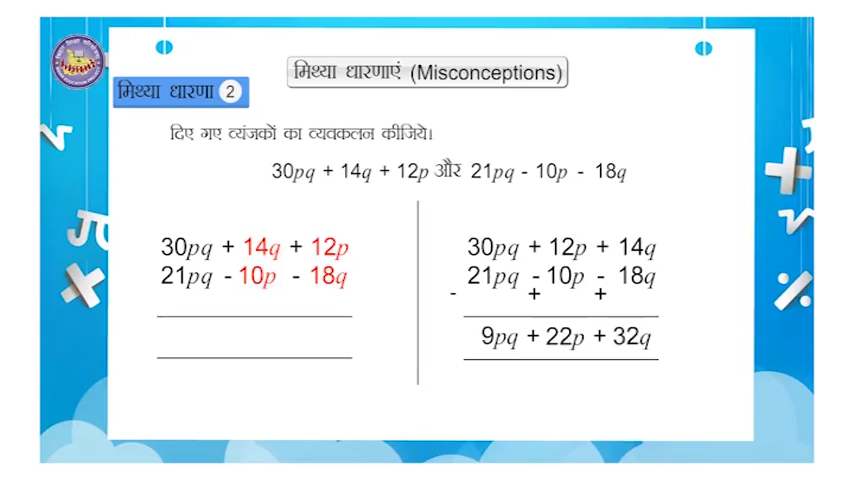 मिथ्या धारणाएं (Misconceptions)
मिथ्या धारणा 2
दिए गए व्यंजकों का व्यवकलन कीजिये।
30pq + 14q + 12p और 21pq - 10p - 18q
30pq + 14q + 12p
21pq - 10p - 18q
30pq + 12p + 14q
21pq - 10p - 18q
- + +
9pq + 22p + 32q